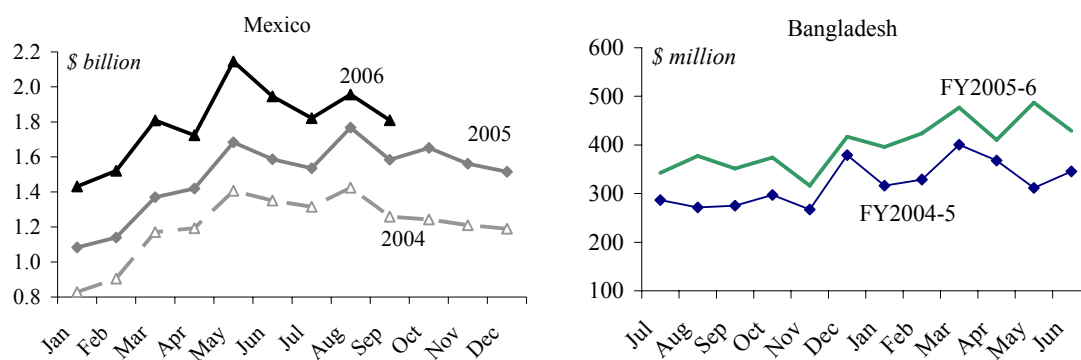 Mexico
$ billion
2.2
2.0
1.8
1.6
1.4
1.2
1.0
0.8
2006
2005
2004
Jan Feb Mar Apr May Jun Jul Aug Sep Oct Nov Dec
Bangladesh
$ million
600
500
400
300
200
100
FY2005-6
FY2004-5
Jul Aug Sep Oct Nov Dec Jan Feb Mar Apr May Jun